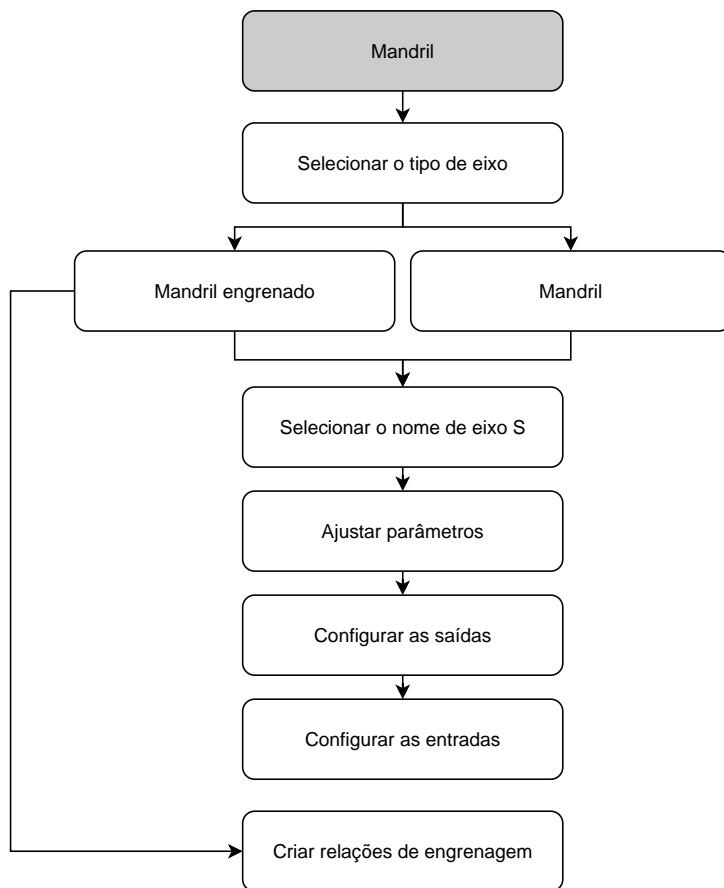 Mandril
Selecionar o tipo de eixo
Mandril engrenado
Mandril
Selecionar o nome de eixo S
Ajustar parâmetros
Configurar as saídas
Configurar as entradas
Criar relações de engrenagem